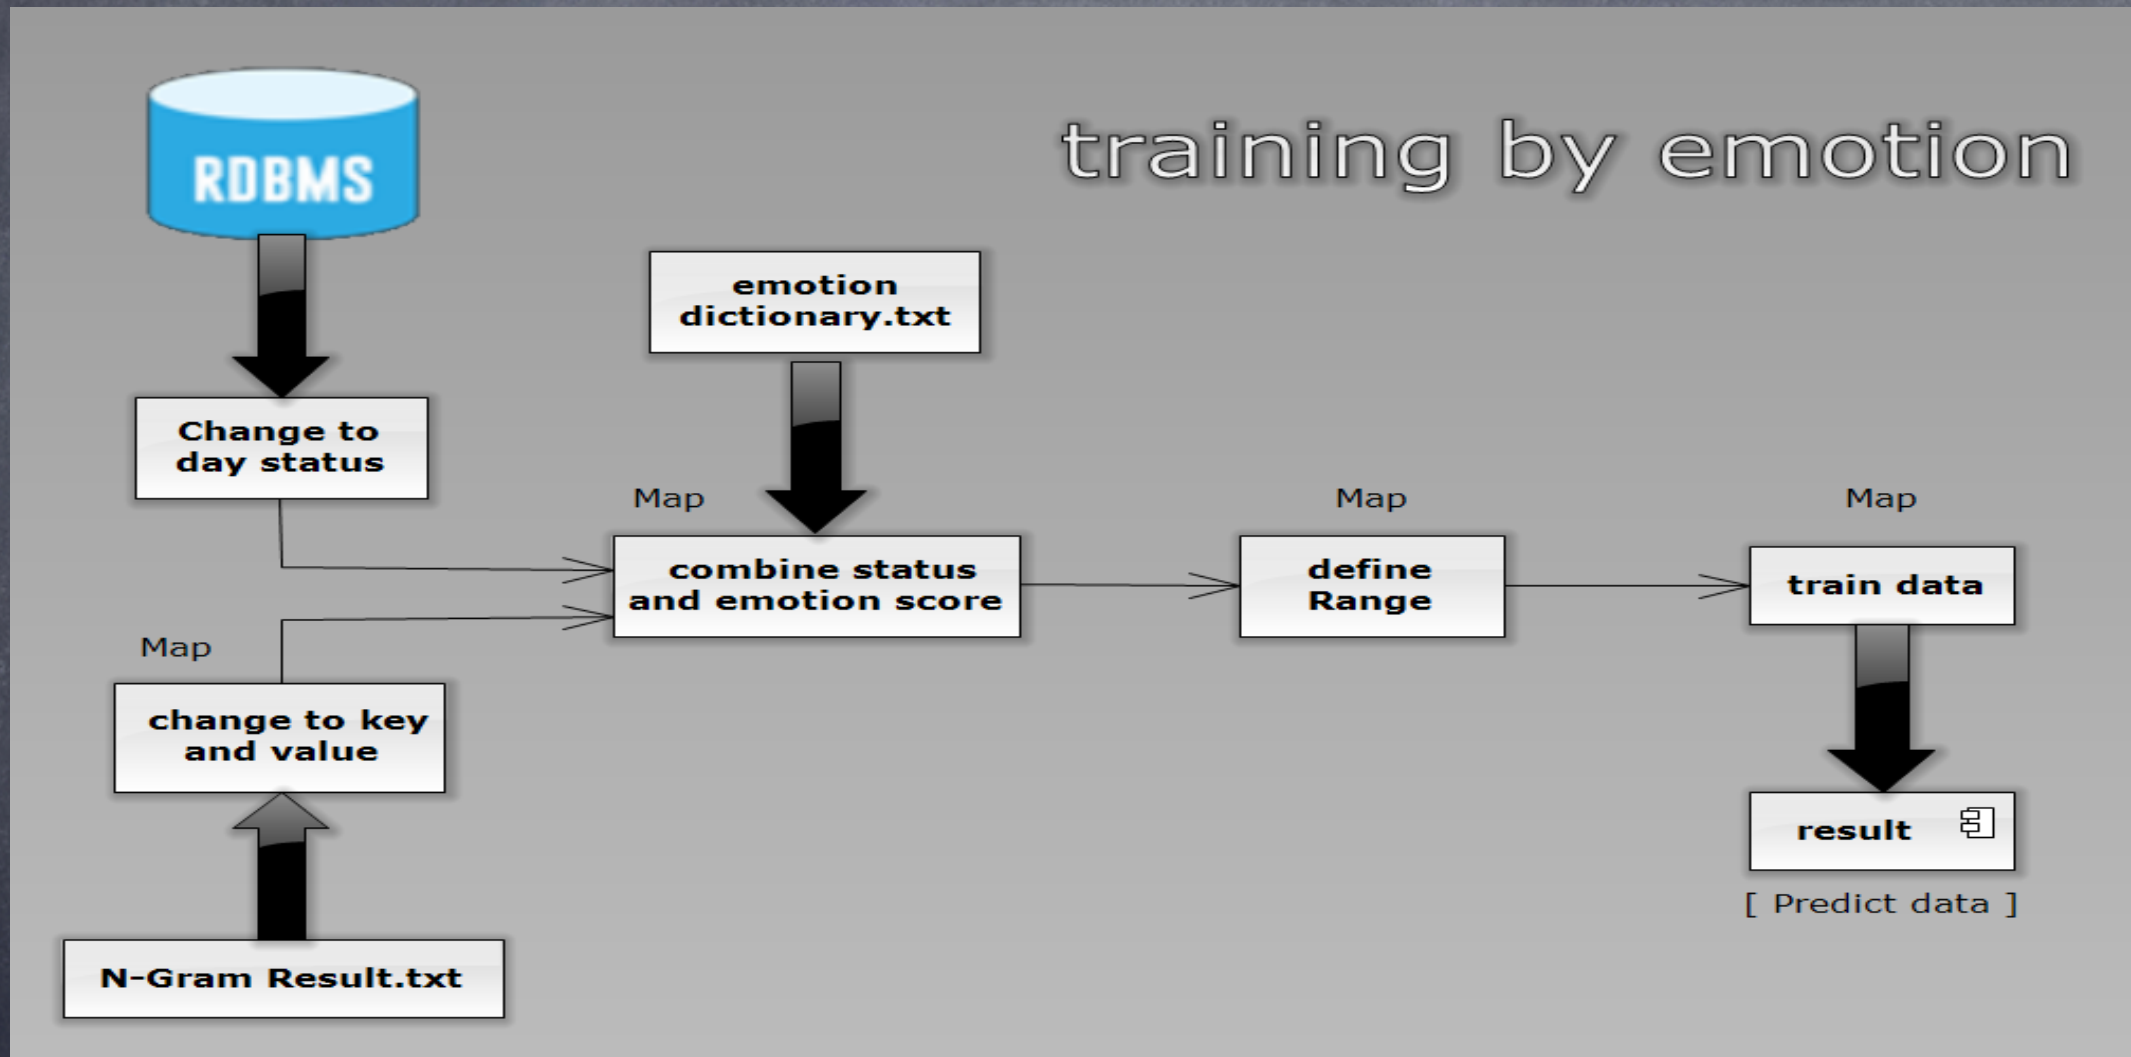 RDBMS
training by emotion
emotion
dictionary.txt
Change to
day status
Map
Map
Map
combine status
and emotion score
define
Range
train data
Map
change to key
and value
result
[ Predict data ]
N-Gram Result.txt